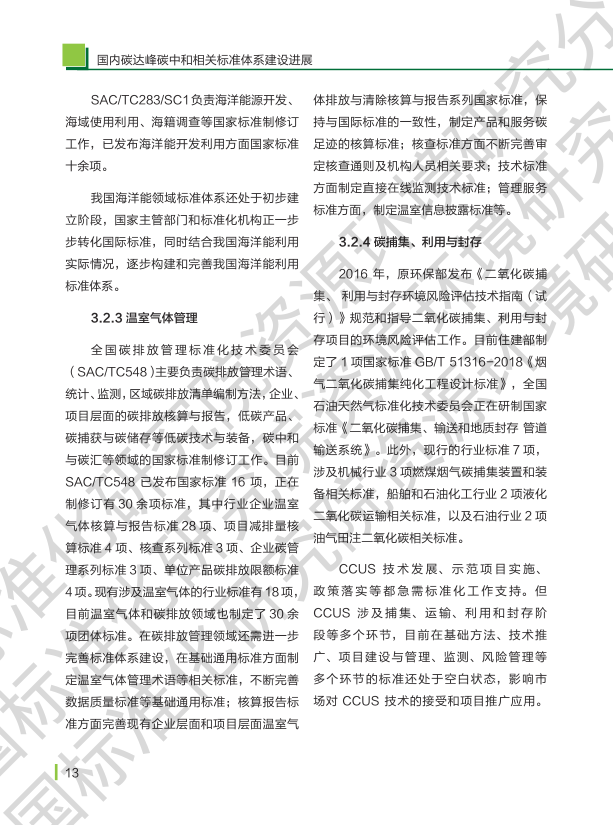 国内碳达峰碳中和相关标准体系建设进展
SAC/TC283/SC1负责海洋能源开发、
海域使用利用、海籍调查等国家标准制修订
工作，已发布海洋能开发利用方面国家标准
十余项。
我国海洋能领域标准体系还处于初步建
立阶段，国家主管部门和标准化机构正一步
步转化国际标准，同时结合我国海洋能利用
实际情况，逐步构建和完善我国海洋能利用
标准体系。
3.2.3 温室气体管理
全国碳排放管理标准化技术委员会
（SAC/TC548）主要负责碳排放管理术语、
统计、监测，区域碳排放清单编制方法，企业、
项目层面的碳排放核算与报告，低碳产品、
碳捕获与碳储存等低碳技术与装备，碳中和
与碳汇等领域的国家标准制修订工作。目前
SAC/TC548 已发布国家标准 16 项，正在
制修订有 30 余项标准，其中行业企业温室
气体核算与报告标准 28 项、项目减排量核
算标准 4 项、核查系列标准 3 项、企业碳管
理系列标准 3 项、单位产品碳排放限额标准
4 项。现有涉及温室气体的行业标准有 18 项，
目前温室气体和碳排放领域也制定了 30 余
项团体标准。在碳排放管理领域还需进一步
完善标准体系建设，在基础通用标准方面制
定温室气体管理术语等相关标准，不断完善
数据质量标准等基础通用标准；核算报告标
准方面完善现有企业层面和项目层面温室气
体排放与清除核算与报告系列国家标准，保
持与国际标准的一致性，制定产品和服务碳
足迹的核算标准；核查标准方面不断完善审
定核查通则及机构人员相关要求；技术标准
方面制定直接在线监测技术标准；管理服务
标准方面，制定温室信息披露标准等。
3.2.4 碳捕集、利用与封存
2016 年，原环保部发布《二氧化碳捕
集、 利用与封存环境风险评估技术指南（试
行）》规范和指导二氧化碳捕集、利用与封
存项目的环境风险评估工作。目前住建部制
定了 1 项国家标准 GB/T 51316-2018《烟
气二氧化碳捕集纯化工程设计标准》，全国
石油天然气标准化技术委员会正在研制国家
标准《二氧化碳捕集、输送和地质封存 管道
输送系统》。此外，现行的行业标准 7 项，
涉及机械行业 3 项燃煤烟气碳捕集装置和装
备相关标准，船舶和石油化工行业 2 项液化
二氧化碳运输相关标准，以及石油行业 2 项
油气田注二氧化碳相关标准。
CCUS 技术发展、示范项目实施、
政策落实等都急需标准化工作支持。但
CCUS 涉及捕集、运输、利用和封存阶
段等多个环节，目前在基础方法、技术推
广、项目建设与管理、监测、风险管理等
多个环节的标准还处于空白状态，影响市
场对 CCUS 技术的接受和项目推广应用。
13